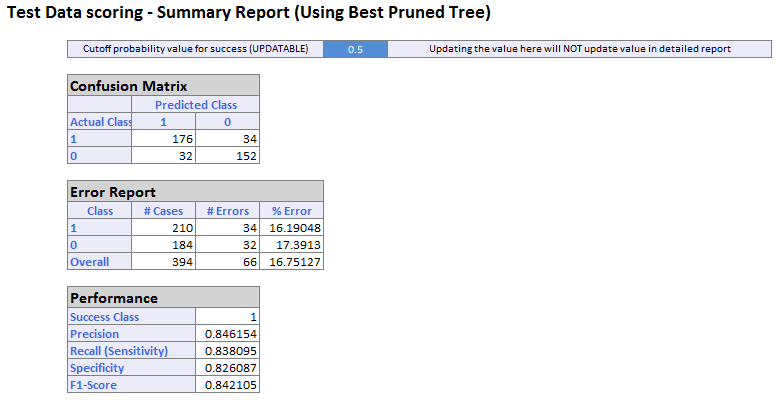 Test Data scoring - Summary Report (Using Best Pruned Tree)
Cutoff probability value for success (UPDATABLE) 0.5 Updating the value here will NOT update value in detailed report
Confusion Matrix
Predicted Class
Actual Class 1 0
1 176 34
0 32 152
Error Report
Class # Cases # Errors % Error
1 210 34 16.19048
0 184 32 17.3913
Overall 394 66 16.75127
Performance
Success Class 1
Precision 0.846154
Recall (Sensitivity) 0.838095
Specificity 0.826087
F1-Score 0.842105